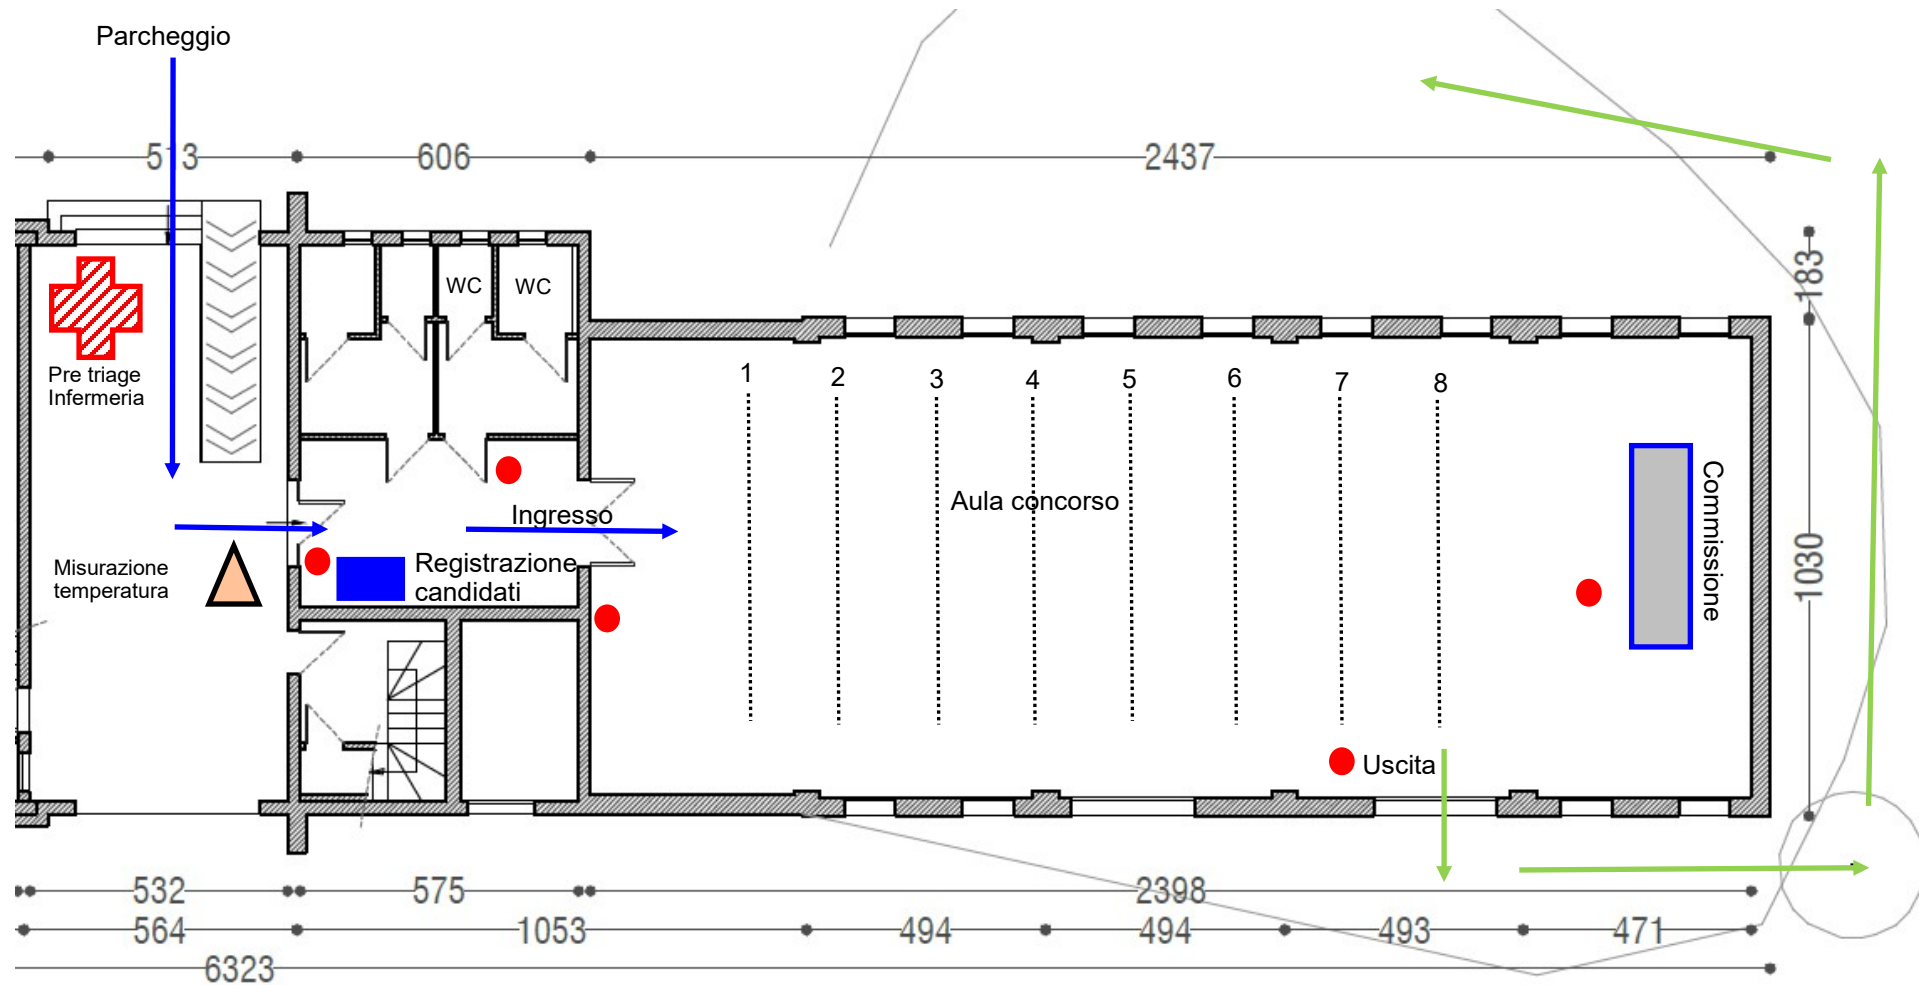 Parcheggio
513
606
2437
183
WC
WC
Pre triage
Infermeria
1
2
3
4
5
6
7
8
Aula concorso
Commissione
Ingresso
1030
Misurazione
temperatura
Registrazione
candidati
Uscita
532
575
2398
564
1053
494
494
493
471
6323